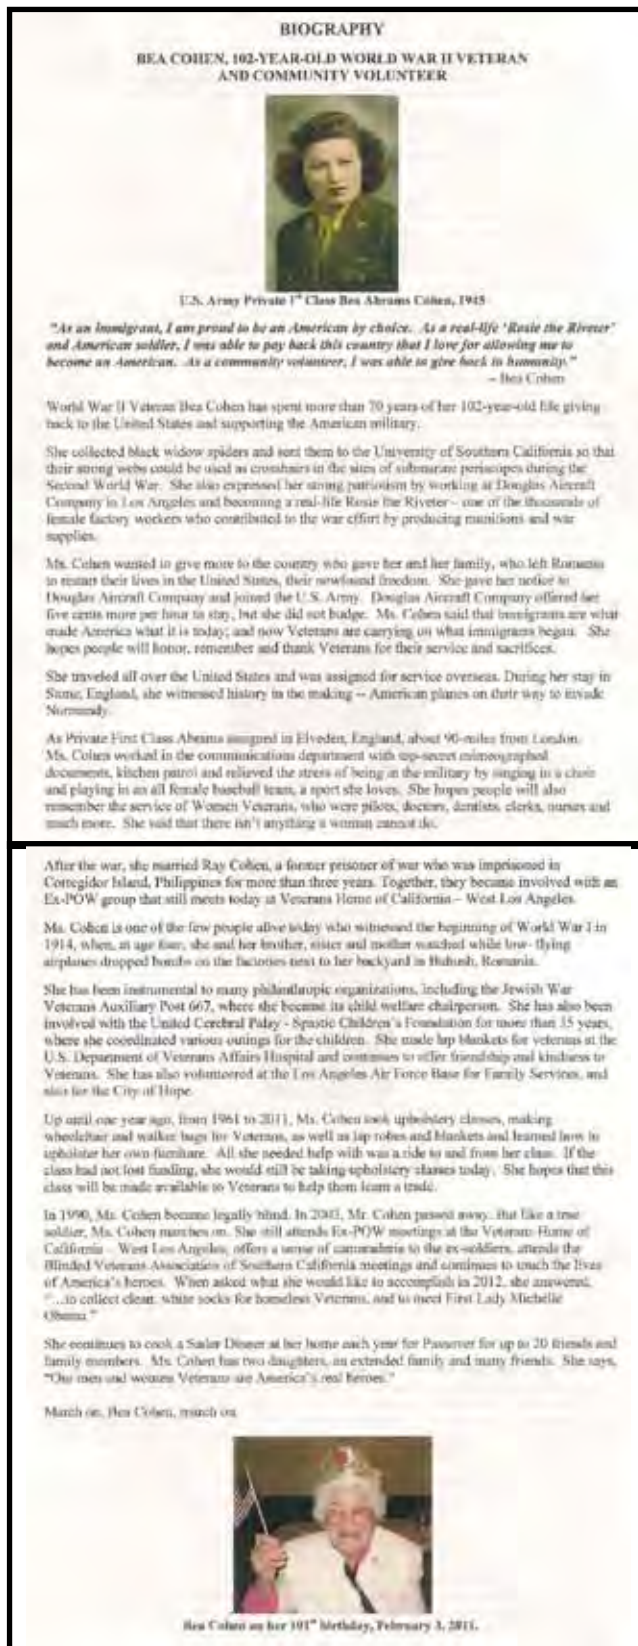 BIOGRAPHY
BEA COHEN, 102-YEAR-OLD WORLD WAR II VETERAN
AND COMMUNITY VOLUNTEER
U.S. Army Private 1st Class Bea Abrams Cohen, 1945
"As an immigrant, I am proud to be an American by choice. As a real-life 'Rosie the Riveter'
and American soldier, I was able to pay back this country that I love for allowing me to
become an American. As a community volunteer, I was able to give back to humanity."
– Bea Cohen
World War II Veteran Bea Cohen has spent more than 70 years of her 102-year-old life giving
back to the United States and supporting the American military.
She collected black widow spiders and sent them to the University of Southern California so that
their strong webs could be used as crosshairs in the sites of submarine periscopes during the
Second World War. She also expressed her strong patriotism by working at Douglas Aircraft
Company in Los Angeles and becoming a real-life Rosie the Riveter – one of the thousands of
female factory workers who contributed to the war effort by producing munitions and war
supplies.
Ms. Cohen wanted to give more to the country who gave her and her family, who left Romania
to restart their lives in the United States, their newfound freedom. She gave her notice to
Douglas Aircraft Company and joined the U.S. Army. Douglas Aircraft Company offered her
five cents more per hour to stay, but she did not budge. Ms. Cohen said that immigrants are what
made America what it is today; and now Veterans are carrying on what immigrants began. She
hopes people will honor, remember and thank Veterans for their service and sacrifices.
She traveled all over the United States and was assigned for service overseas. During her stay in
Stone, England, she witnessed history in the making -- American planes on their way to invade
Normandy.
As Private First Class Abrams assigned in Elveden, England, about 90-miles from London.
Ms. Cohen worked in the communications department with top-secret mimeographed
documents, kitchen patrol and relieved the stress of being in the military by singing in a choir
and playing in an all female baseball team, a sport she loves. She hopes people will also
remember the service of Women Veterans, who were pilots, doctors, dentists, clerks, nurses and
much more. She said that there isn't anything a woman cannot do.
After the war, she married Ray Cohen, a former prisoner of war who was imprisoned in
Corregidor Island, Philippines for more than three years. Together, they became involved with an
Ex-POW group that still meets today at Veterans Home of California – West Los Angeles.
Ms. Cohen is one of the few people alive today who witnessed the beginning of World War I in
1914, when, at age four, she and her brother, sister and mother watched while low- flying
airplanes dropped bombs on the factories next to her backyard in Buhush, Romania.
She has been instrumental to many philanthropic organizations, including the Jewish War
Veterans Auxiliary Post 667, where she became its child welfare chairperson. She has also been
involved with the United Cerebral Palsy - Spastic Children's Foundation for more than 35 years,
where she coordinated various outings for the children. She made lap blankets for veterans at the
U.S. Department of Veterans Affairs Hospital and continues to offer friendship and kindness to
Veterans. She has also volunteered at the Los Angeles Air Force Base for Family Services, and
also for the City of Hope.
Up until one year ago, from 1961 to 2011, Ms. Cohen took upholstery classes, making
wheelchair and walker bags for Veterans, as well as lap robes and blankets and learned how to
upholster her own furniture. All she needed help with was a ride to and from her class. If the
class had not lost funding, she would still be taking upholstery classes today. She hopes that this
class will be made available to Veterans to help them learn a trade.
In 1990, Ms. Cohen became legally blind. In 2003, Mr. Cohen passed away. But like a true
soldier, Ms. Cohen marches on. She still attends Ex-POW meetings at the Veterans Home of
California – West Los Angeles, offers a sense of camaraderie to the ex-soldiers, attends the
Blinded Veterans Association of Southern California meetings and continues to touch the lives
of America's heroes. When asked what she would like to accomplish in 2012, she answered,
"…to collect clean, white socks for homeless Veterans, and to meet First Lady Michelle
Obama."
She continues to cook a Seder Dinner at her home each year for Passover for up to 20 friends and
family members. Ms. Cohen has two daughters, an extended family and many friends. She says,
"Our men and women Veterans are America's real heroes."
March on, Bea Cohen, march on.
Bea Cohen on her 101st birthday, February 3, 2011.